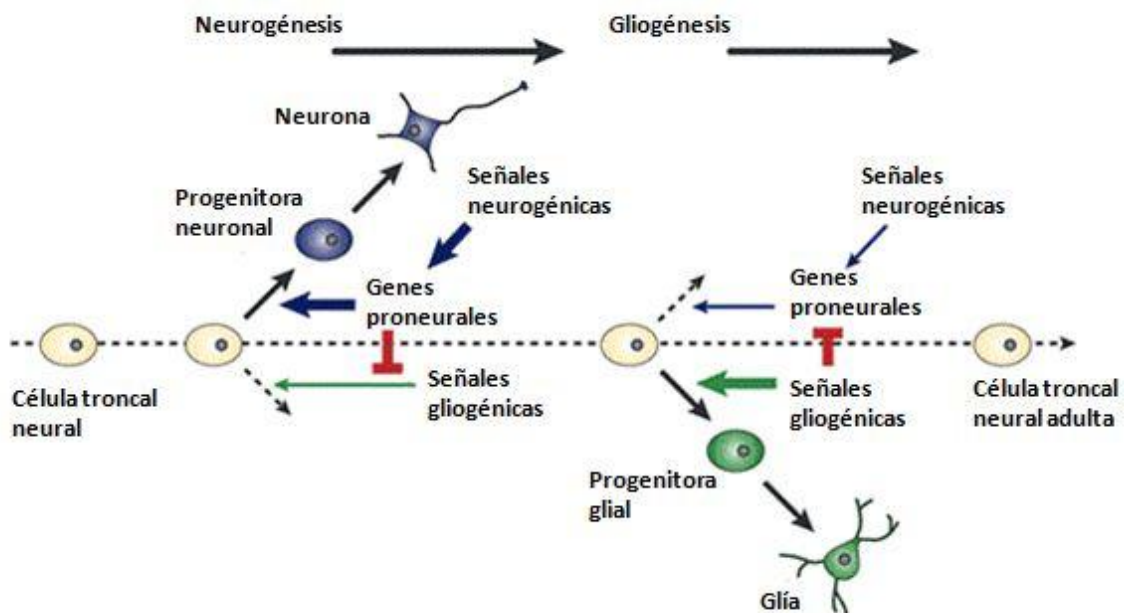 Neurogénesis
Gliogénesis
Neurona
Progenitora
neuronal
Señales
neurogénicas
Señales
neurogénicas
Genes
proneurales
Genes
proneurales
Célula troncal
neural
Señales
gliogénicas
Señales
gliogénicas
Célula troncal
neural adulta
Progenitora
glial
Glía